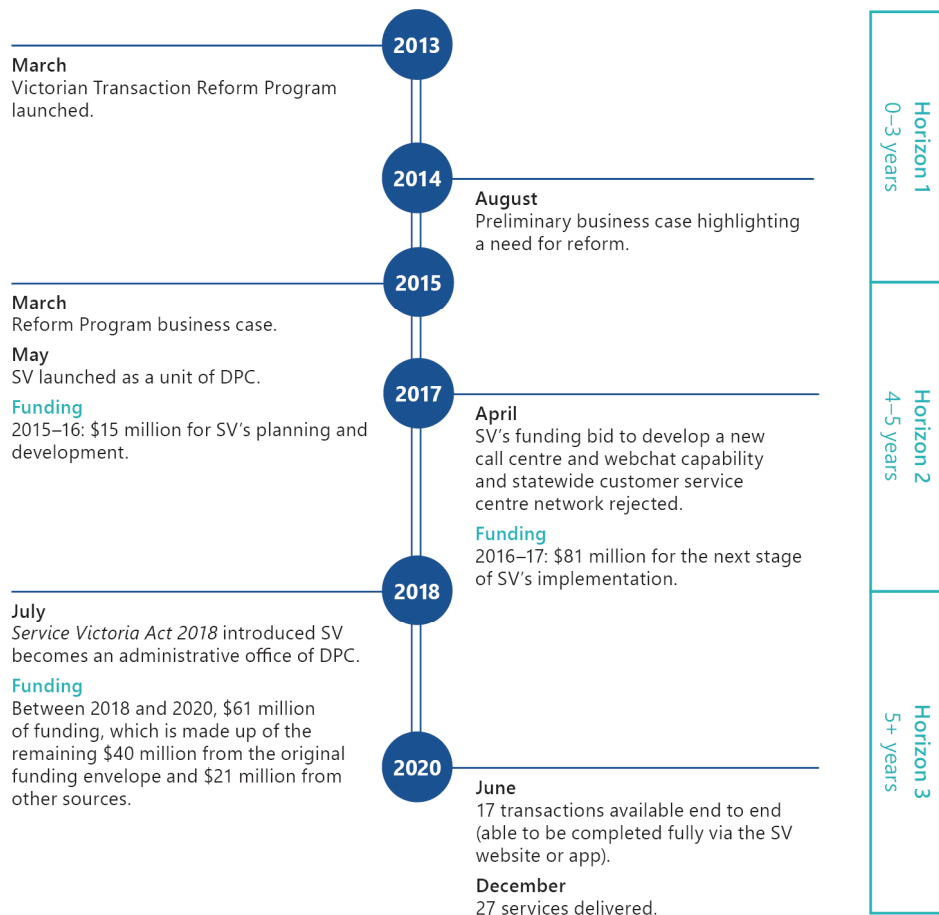 2013
March
Victorian Transaction Reform Program
launched.
2014
August
Preliminary business case highlighting
a need for reform.
Horizon 1
0–3 years
2015
March
Reform Program business case.
May
SV launched as a unit of DPC.
Funding
2015–16: $15 million for SV’s planning and
development.
2017
April
SV’s funding bid to develop a new
call centre and webchat capability
and statewide customer service
centre network rejected.
Funding
2016–17: $81 million for the next stage
of SV’s implementation.
Horizon 2
4–5 years
2018
July
Service Victoria Act 2018 introduced SV
becomes an administrative office of DPC.
Funding
Between 2018 and 2020, $61 million
of funding, which is made up of the
remaining $40 million from the original
funding envelope and $21 million from
other sources.
2020
June
17 transactions available end to end
(able to be completed fully via the SV
website or app).
December
27 services delivered.
Horizon 3
5+ years